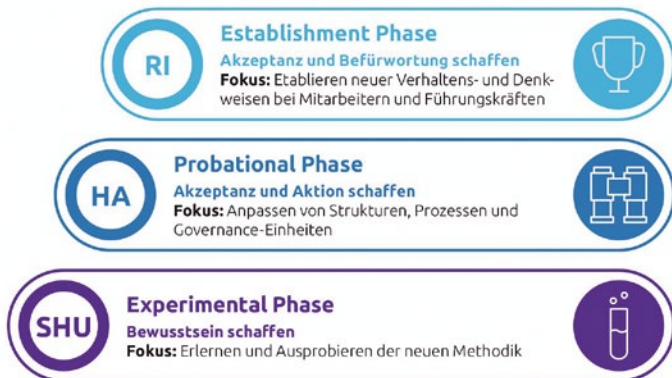 RI
Establishment Phase
Akzeptanz und Befürwortung schaffen
Fokus: Etablieren neuer Verhaltens- und Denk-
weisen bei Mitarbeitern und Führungskräften
HA
Probational Phase
Akzeptanz und Aktion schaffen
Fokus: Anpassen von Strukturen, Prozessen und
Governance-Einheiten
SHU
Experimental Phase
Bewusstsein schaffen
Fokus: Erlernen und Ausprobieren der neuen Methodik